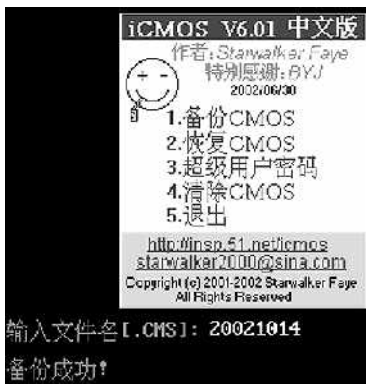 iCMOS V6.01 中文版
作者:Starwalker Faye
特别感谢:BYJ
2002/06/30
1.备份CMOS
2.恢复CMOS
3.超级用户密码
4.清除CMOS
5.退出
http://insp.51.net/icmos
starwalker2000@sina.com
Copyright (c) 2001-2002 Starwalker Faye
All Rights Reserved
输入文件名[.CMS]: 20021014
备份成功!